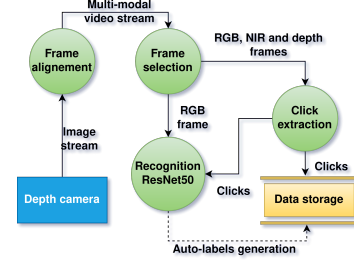 Multi-modal
video stream
Frame
alignement
Frame
selection
RGB, NIR and depth
frames
Click
extraction
RGB
frame
Image
stream
Recognition
ResNet50
Clicks
Clicks
Depth camera
Data storage
Auto-labels generation